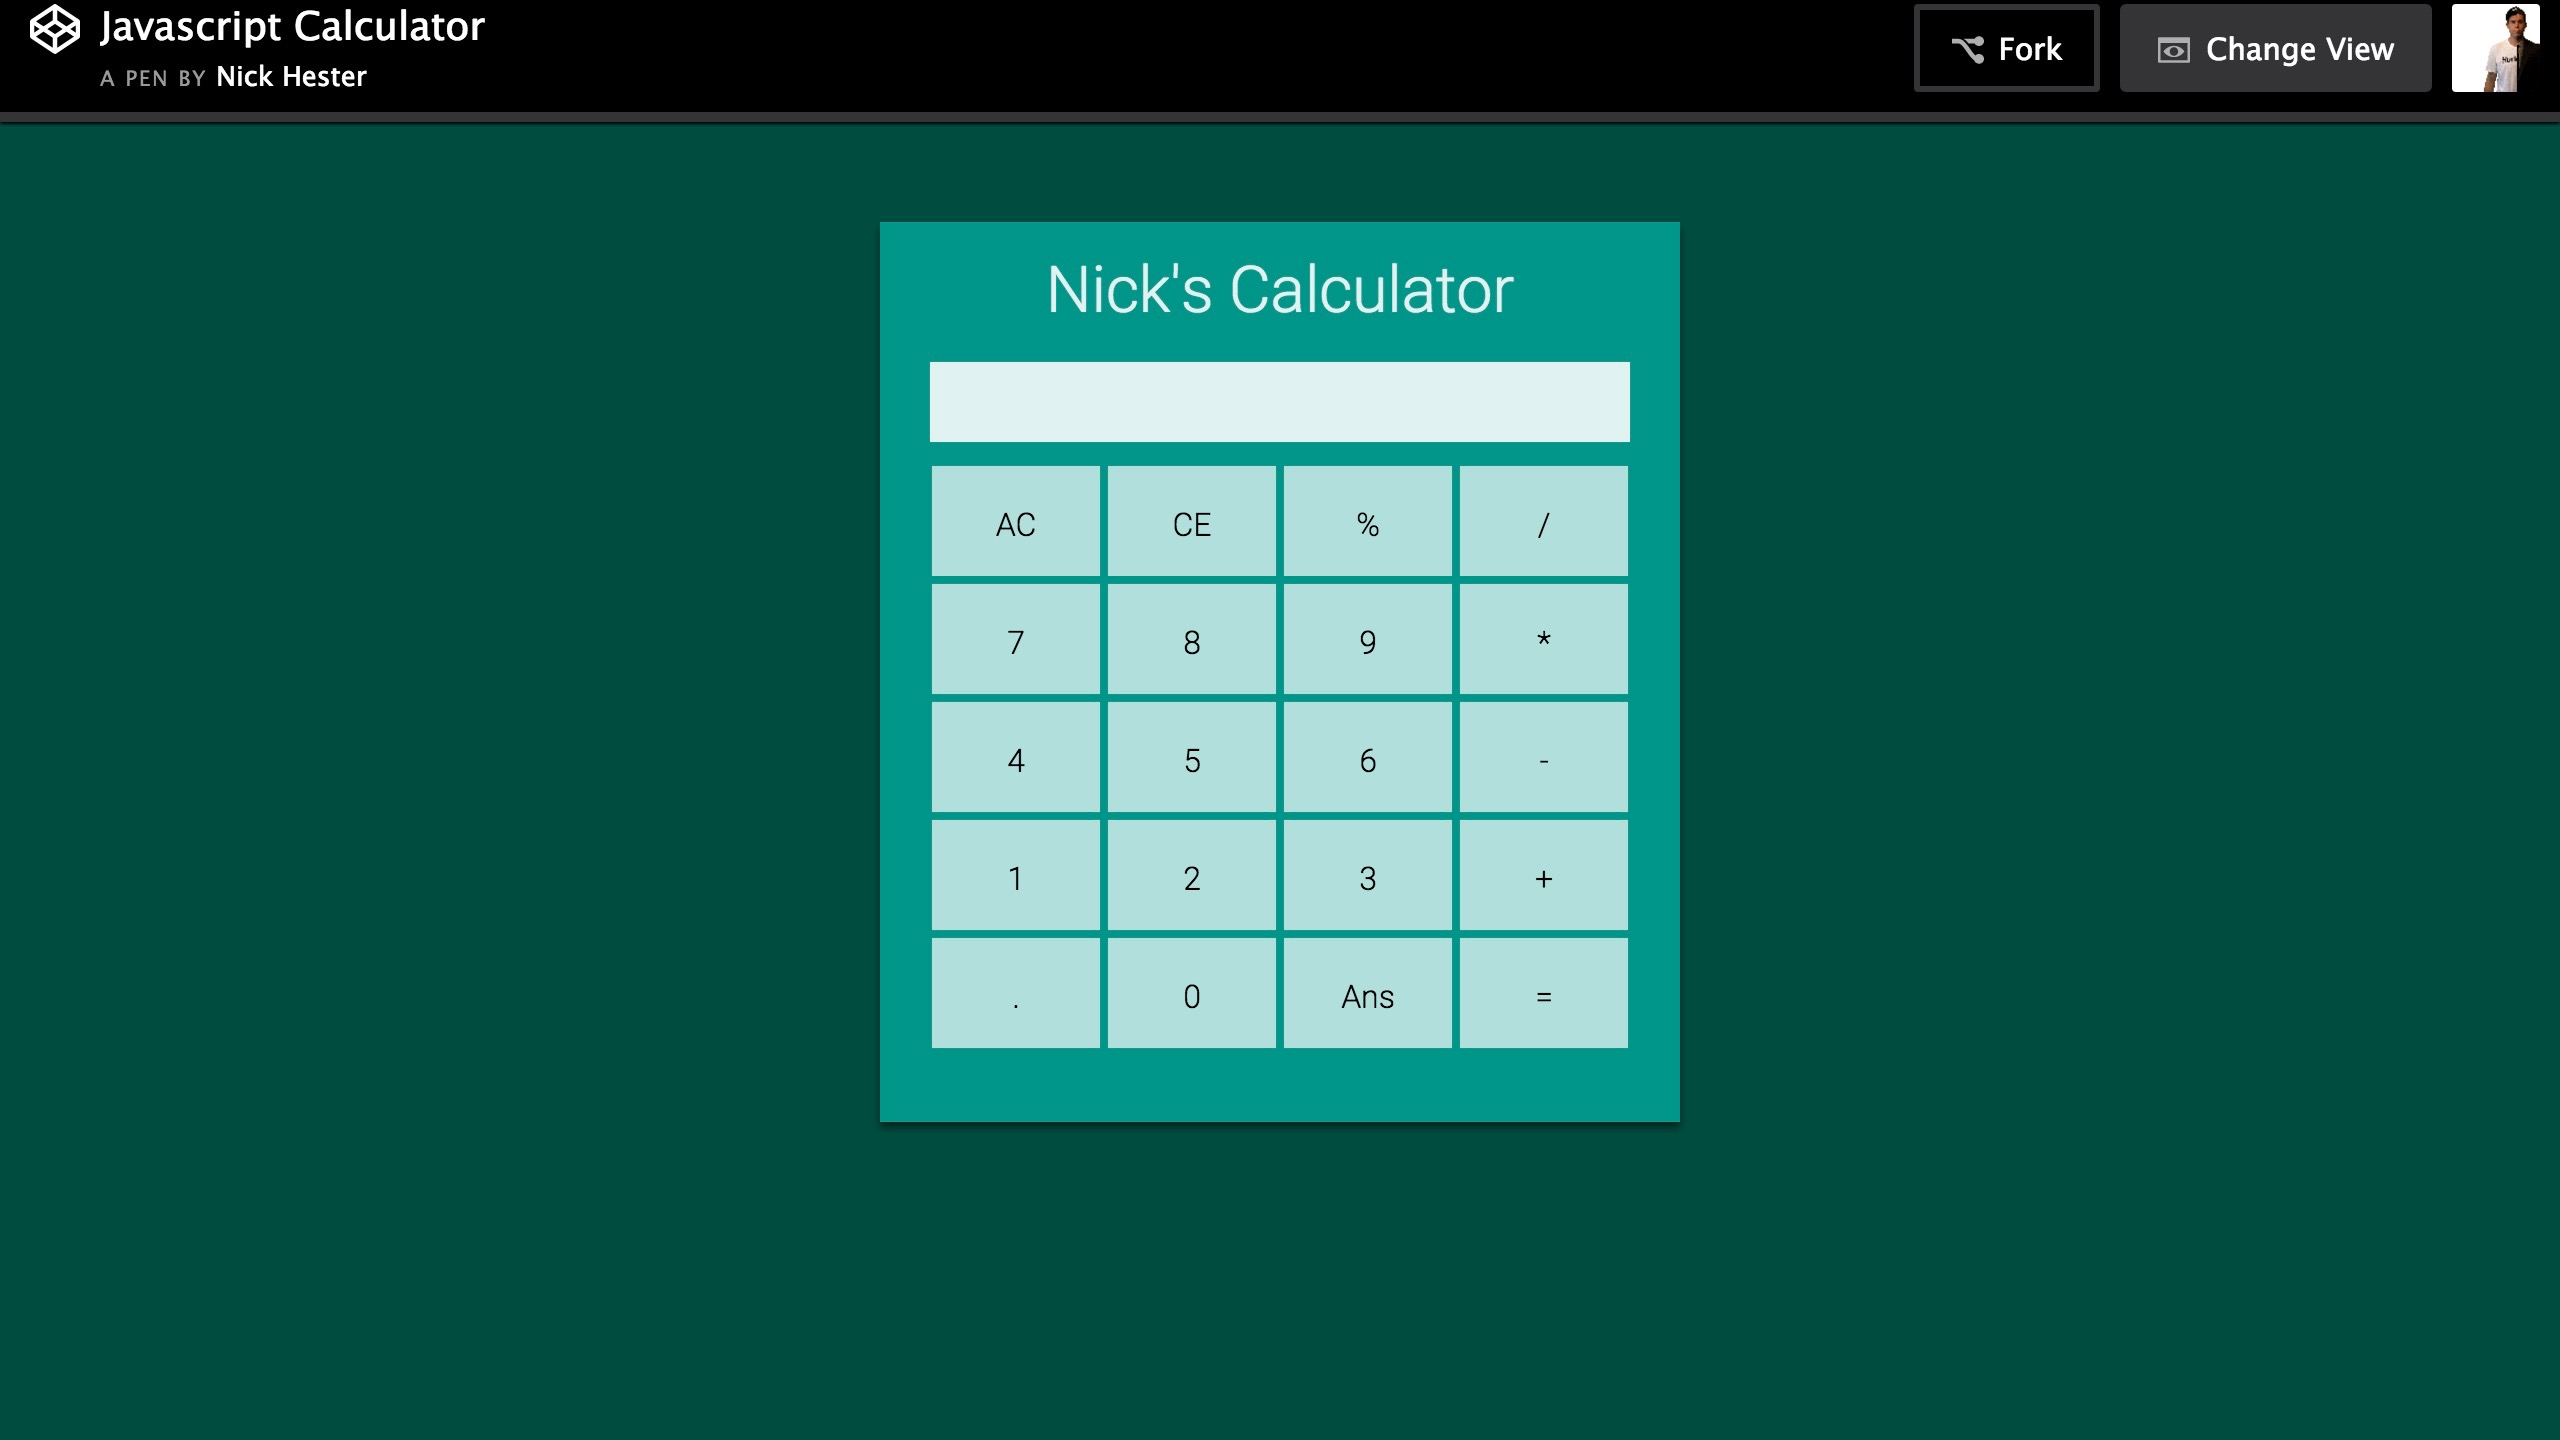 Javascript Calculator
A PEN BY Nick Hester
Fork
Change View
Nick's Calculator
AC CE % /
7 8 9 *
4 5 6 -
1 2 3 +
. 0 Ans =